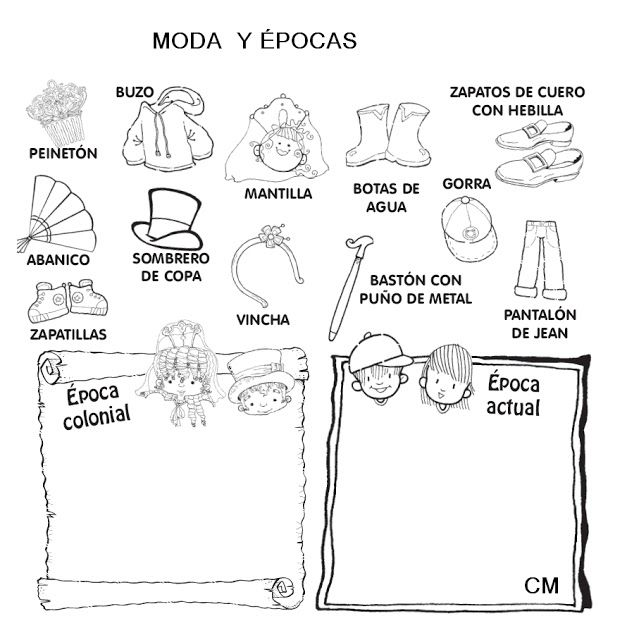 MODA Y ÉPOCAS
BUZO
ZAPATOS DE CUERO
CON HEBILLA
PEINETÓN
MANTILLA
BOTAS DE
AGUA
GORRA
ABANICO
SOMBRERO
DE COPA
BASTÓN CON
PUÑO DE METAL
VINCHA
PANTALÓN
DE JEAN
ZAPATILLAS
Época
colonial
Época
actual
CM